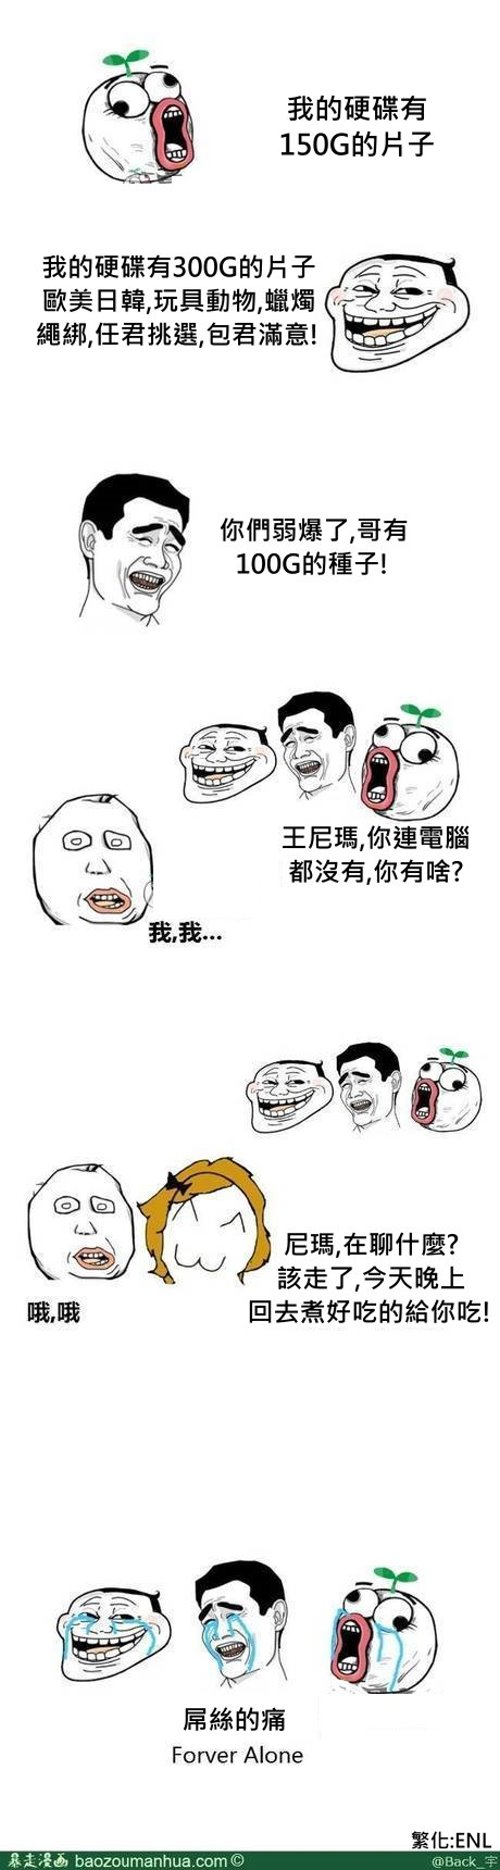 我的硬碟有
150G的片子
我的硬碟有300G的片子
歐美日韓,玩具動物,蠟燭
繩綁,任君挑選,包君滿意!
你們弱爆了,哥有
100G的種子!
王尼瑪,你連電腦
都沒有,你有啥?
我,我...
尼瑪,在聊什麼?
該走了,今天晚上
回去煮好吃的給你吃!
哦,哦
屌絲的痛
Forver Alone
繁化:ENL
暴走漫画 baozoumanhua.com ©
@Back_宇